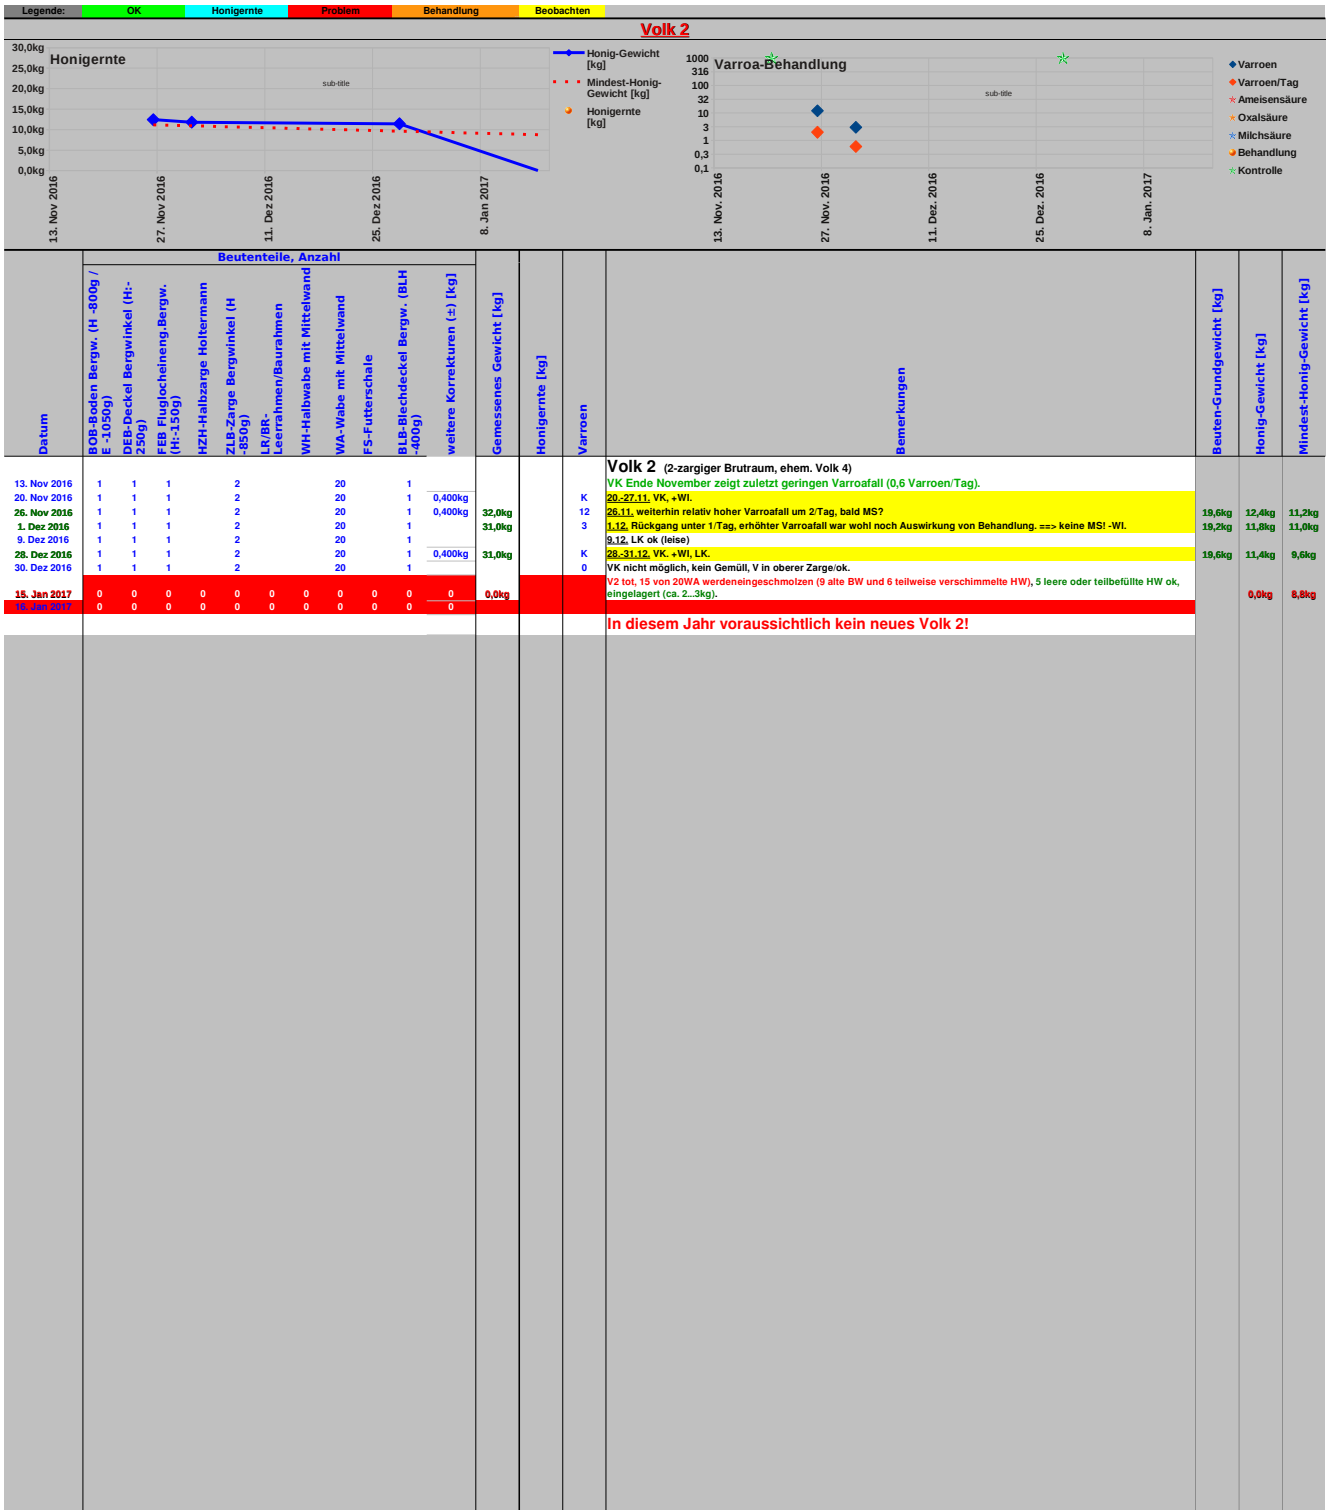 Legende: OK Honigernte Problem Behandlung Beobachten
Volk 2
Honigernte
30,0kg
25,0kg
20,0kg
15,0kg
10,0kg
5,0kg
0,0kg
sub-title
13. Nov 2016
27. Nov 2016
11. Dez 2016
25. Dez 2016
8. Jan 2017
Honig-Gewicht
[kg]
Mindest-Honig-
Gewicht [kg]
Honigernte
[kg]
Varroa-Behandlung
1000
316
100
32
10
3
1
0,3
0,1
sub-title
13. Nov. 2016
27. Nov. 2016
11. Dez. 2016
25. Dez. 2016
8. Jan. 2017
Varroen
Varroen/Tag
Ameisensäure
Oxalsäure
Milchsäure
Behandlung
Kontrolle
Beutenteile, Anzahl
Datum
BOB-Boden Bergw. (H -800g /
E -1050g)
DEB-Deckel Bergwinkel (H:-
250g)
FEB Fluglocheineng.Bergw.
(H:-150g)
HZH-Halbzarge Holtermann
ZLB-Zarge Bergwinkel (H
-850g)
LR/BR-
Leerrahmen/Baurahmen
WH-Halbwabe mit Mittelwand
WA-Wabe mit Mittelwand
FS-Futterschale
BLB-Blechdeckel Bergw. (BLH
-400g)
weitere Korrekturen (±) [kg]
Gemessenes Gewicht [kg]
Honigernte [kg]
Varroen
Bemerkungen
Beuten-Grundgewicht [kg]
Honig-Gewicht [kg]
Mindest-Honig-Gewicht [kg]
Volk 2 (2-zargiger Brutraum, ehem. Volk 4)
13. Nov 2016 1 1 1 2 20 1 VK Ende November zeigt zuletzt geringen Varroafall (0,6 Varroen/Tag).
20. Nov 2016 1 1 1 2 20 1 0,400kg K 20.-27.11. VK, +WI.
26. Nov 2016 1 1 1 2 20 1 0,400kg 32,0kg 12 26.11. weiterhin relativ hoher Varroafall um 2/Tag, bald MS? 19,6kg 12,4kg 11,2kg
1. Dez 2016 1 1 1 2 20 1 31,0kg 3 1.12. Rückgang unter 1/Tag, erhöhter Varroafall war wohl noch Auswirkung von Behandlung. ==> keine MS! -WI. 19,2kg 11,8kg 11,0kg
9. Dez 2016 1 1 1 2 20 1 9.12. LK ok (leise)
28. Dez 2016 1 1 1 2 20 1 0,400kg 31,0kg K 28.-31.12. VK. +WI, LK. 19,6kg 11,4kg 9,6kg
30. Dez 2016 1 1 1 2 20 1 0 VK nicht möglich, kein Gemüll, V in oberer Zarge/ok.
V2 tot, 15 von 20WA werdeneingeschmolzen (9 alte BW und 6 teilweise verschimmelte HW), 5 leere oder teilbefüllte HW ok,
15. Jan 2017 0 0 0 0 0 0 0 0 0 0 0 0,0kg eingelagert (ca. 2...3kg). 0,0kg 8,8kg
16. Jan 2017 0 0 0 0 0 0 0 0 0 0 0
In diesem Jahr voraussichtlich kein neues Volk 2!